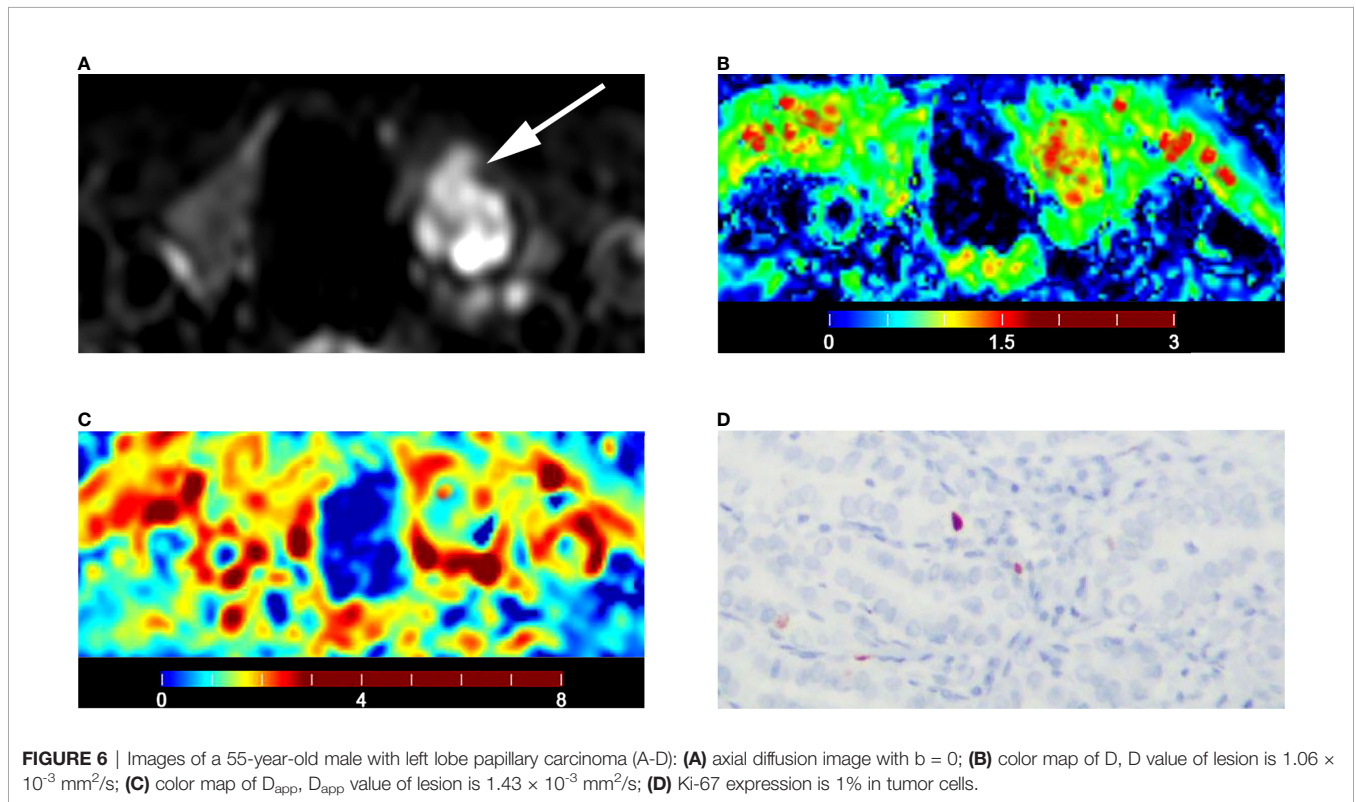 A
B
0 1.5 3
C
D
0 4 8
FIGURE 6 | Images of a 55-year-old male with left lobe papillary carcinoma (A-D): (A) axial diffusion image with b = 0; (B) color map of D, D value of lesion is 1.06 ×
10⁻³ mm²/s; (C) color map of Dₐₚₚ, Dₐₚₚ value of lesion is 1.43 × 10⁻³ mm²/s; (D) Ki-67 expression is 1% in tumor cells.